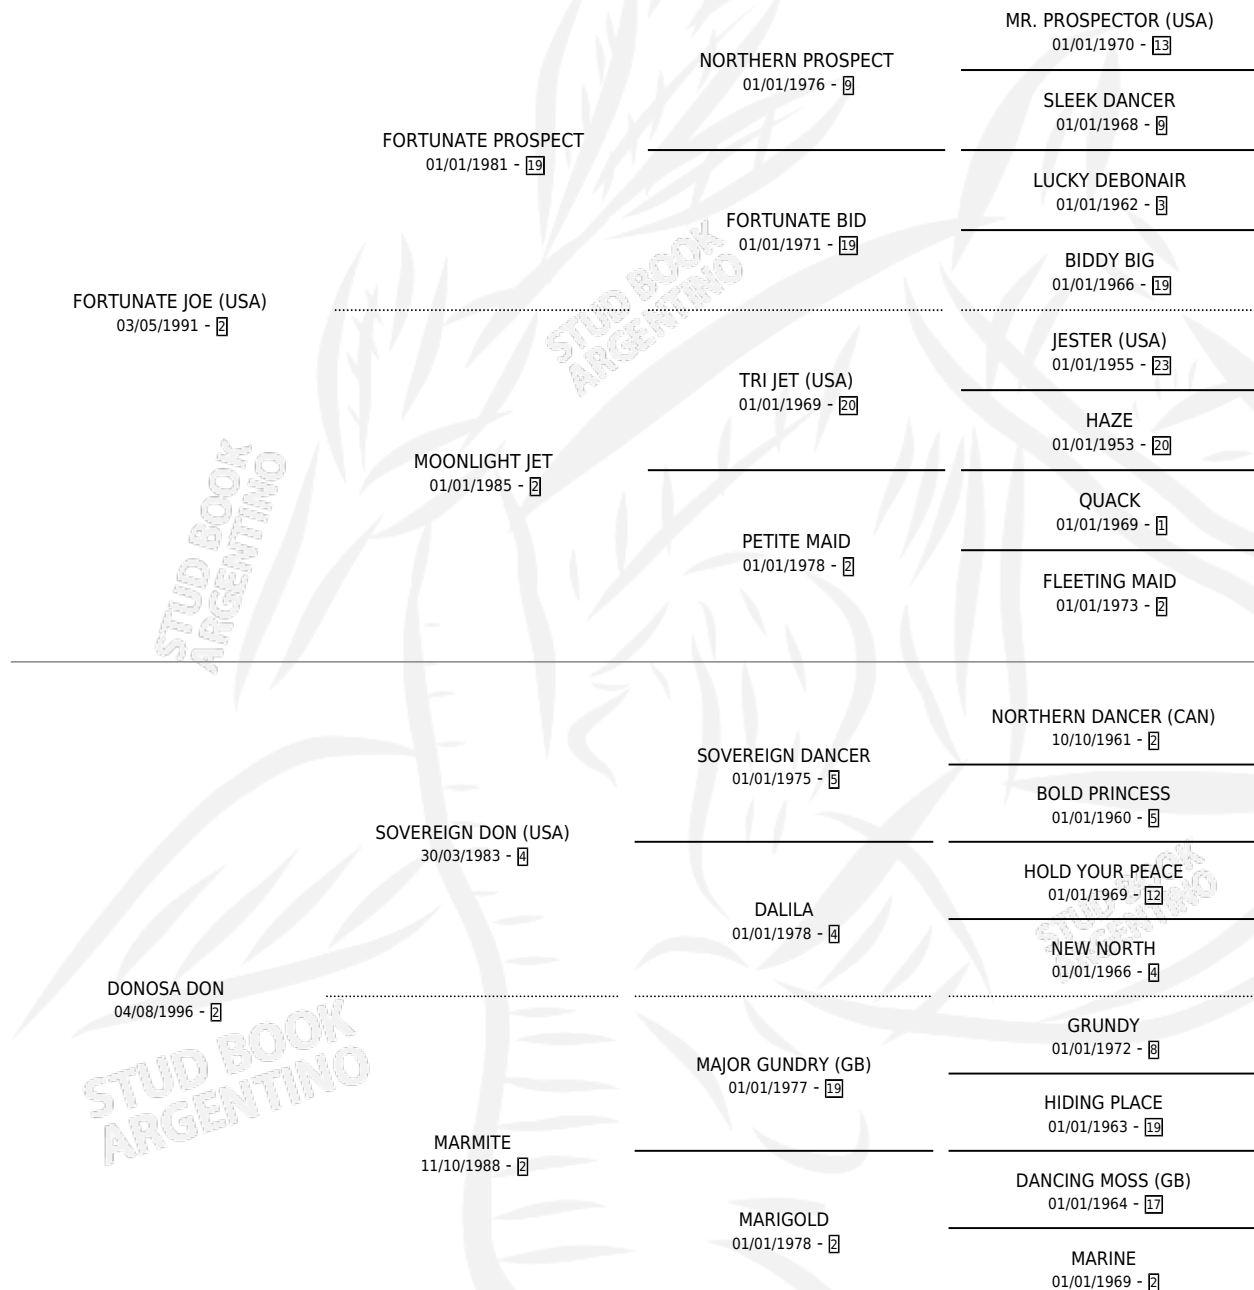 MR. PROSPECTOR (USA)
01/01/1970 - 13
NORTHERN PROSPECT
01/01/1976 - 9
SLEEK DANCER
01/01/1968 - 9
FORTUNATE PROSPECT
01/01/1981 - 19
LUCKY DEBONAIR
01/01/1962 - 3
FORTUNATE BID
01/01/1971 - 19
BIDDY BIG
01/01/1966 - 19
FORTUNATE JOE (USA)
03/05/1991 - 2
JESTER (USA)
01/01/1955 - 23
TRI JET (USA)
01/01/1969 - 20
HAZE
01/01/1953 - 20
MOONLIGHT JET
01/01/1985 - 2
QUACK
01/01/1969 - 1
PETITE MAID
01/01/1978 - 2
FLEETING MAID
01/01/1973 - 2
NORTHERN DANCER (CAN)
10/10/1961 - 2
SOVEREIGN DANCER
01/01/1975 - 5
BOLD PRINCESS
01/01/1960 - 5
SOVEREIGN DON (USA)
30/03/1983 - 4
HOLD YOUR PEACE
01/01/1969 - 12
DALILA
01/01/1978 - 4
NEW NORTH
01/01/1966 - 4
DONOSA DON
04/08/1996 - 2
GRUNDY
01/01/1972 - 8
MAJOR GUNDRY (GB)
01/01/1977 - 19
HIDING PLACE
01/01/1963 - 19
MARMITE
11/10/1988 - 2
DANCING MOSS (GB)
01/01/1964 - 17
MARIGOLD
01/01/1978 - 2
MARINE
01/01/1969 - 2
STUD BOOK
ARGENTINO
STUD BOOK
ARGENTINO
STUD BOOK
ARGENTINO
STUD BOOK
ARGENTINO